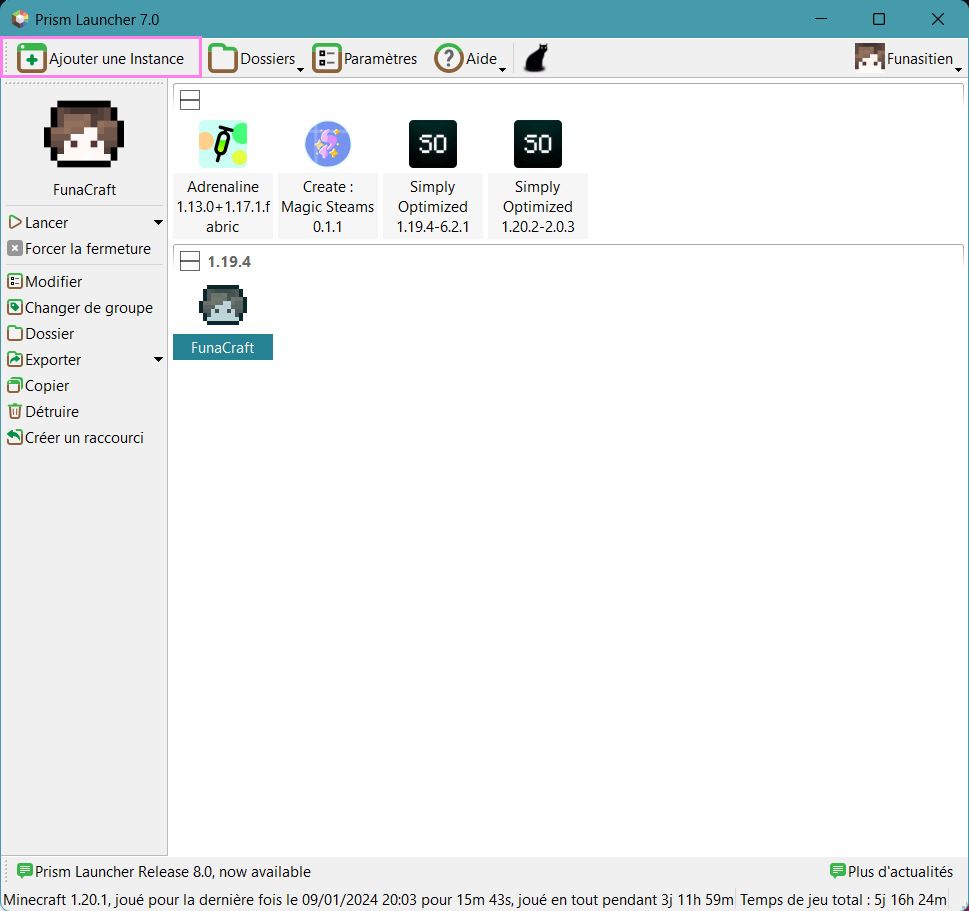 Prism Launcher 7.0
Ajouter une Instance
Dossiers
Paramètres
Aide
Funasitien
FunaCraft
Lancer
Forcer la fermeture
Modifier
Changer de groupe
Dossier
Exporter
Copier
Détruire
Créer un raccourci
Adrenaline
1.13.0+1.17.1.f
abric
Create :
Magic Steams
0.1.1
SO
Simply
Optimized
1.19.4-6.2.1
SO
Simply
Optimized
1.20.2-2.0.3
1.19.4
FunaCraft
Prism Launcher Release 8.0, now available
Plus d'actualités
Minecraft 1.20.1, joué pour la dernière fois le 09/01/2024 20:03 pour 15m 43s, joué en tout pendant 3j 11h 59m
Temps de jeu total : 5j 16h 24m